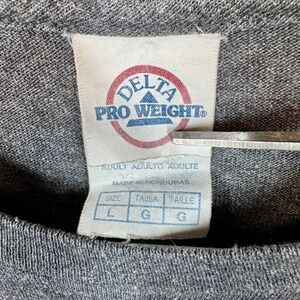 DELTA
PRO WEIGHT®
ADULT ADULTO ADULTE
MADE IN HONDURAS
SIZE TALLA TAILLE
L G G